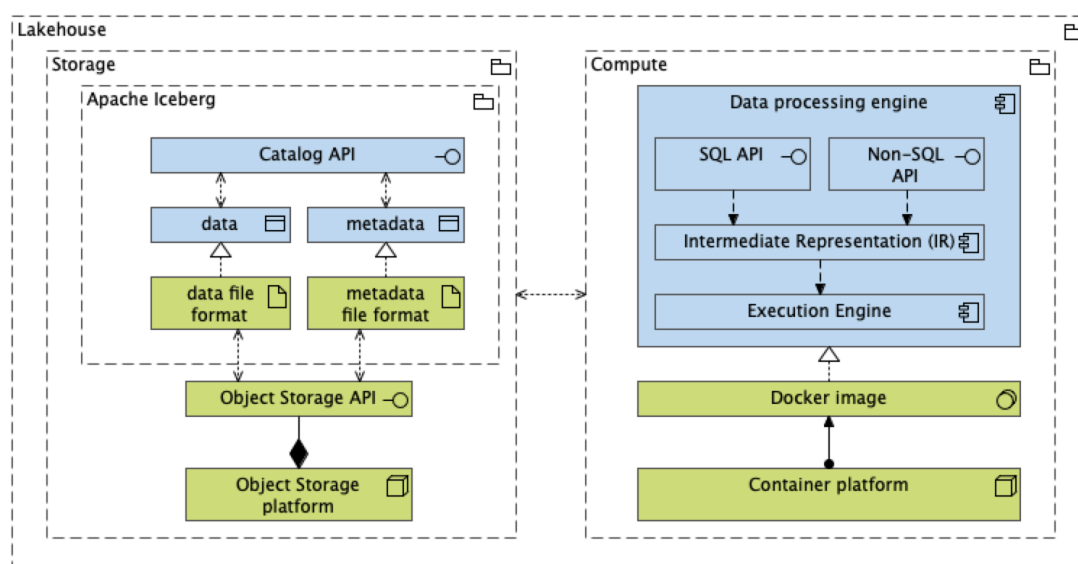 Lakehouse
Storage
Apache Iceberg
Catalog API
data
metadata
data file
format
metadata
file format
Object Storage API
Object Storage
platform
Compute
Data processing engine
SQL API
Non-SQL
API
Intermediate Representation (IR)
Execution Engine
Docker image
Container platform